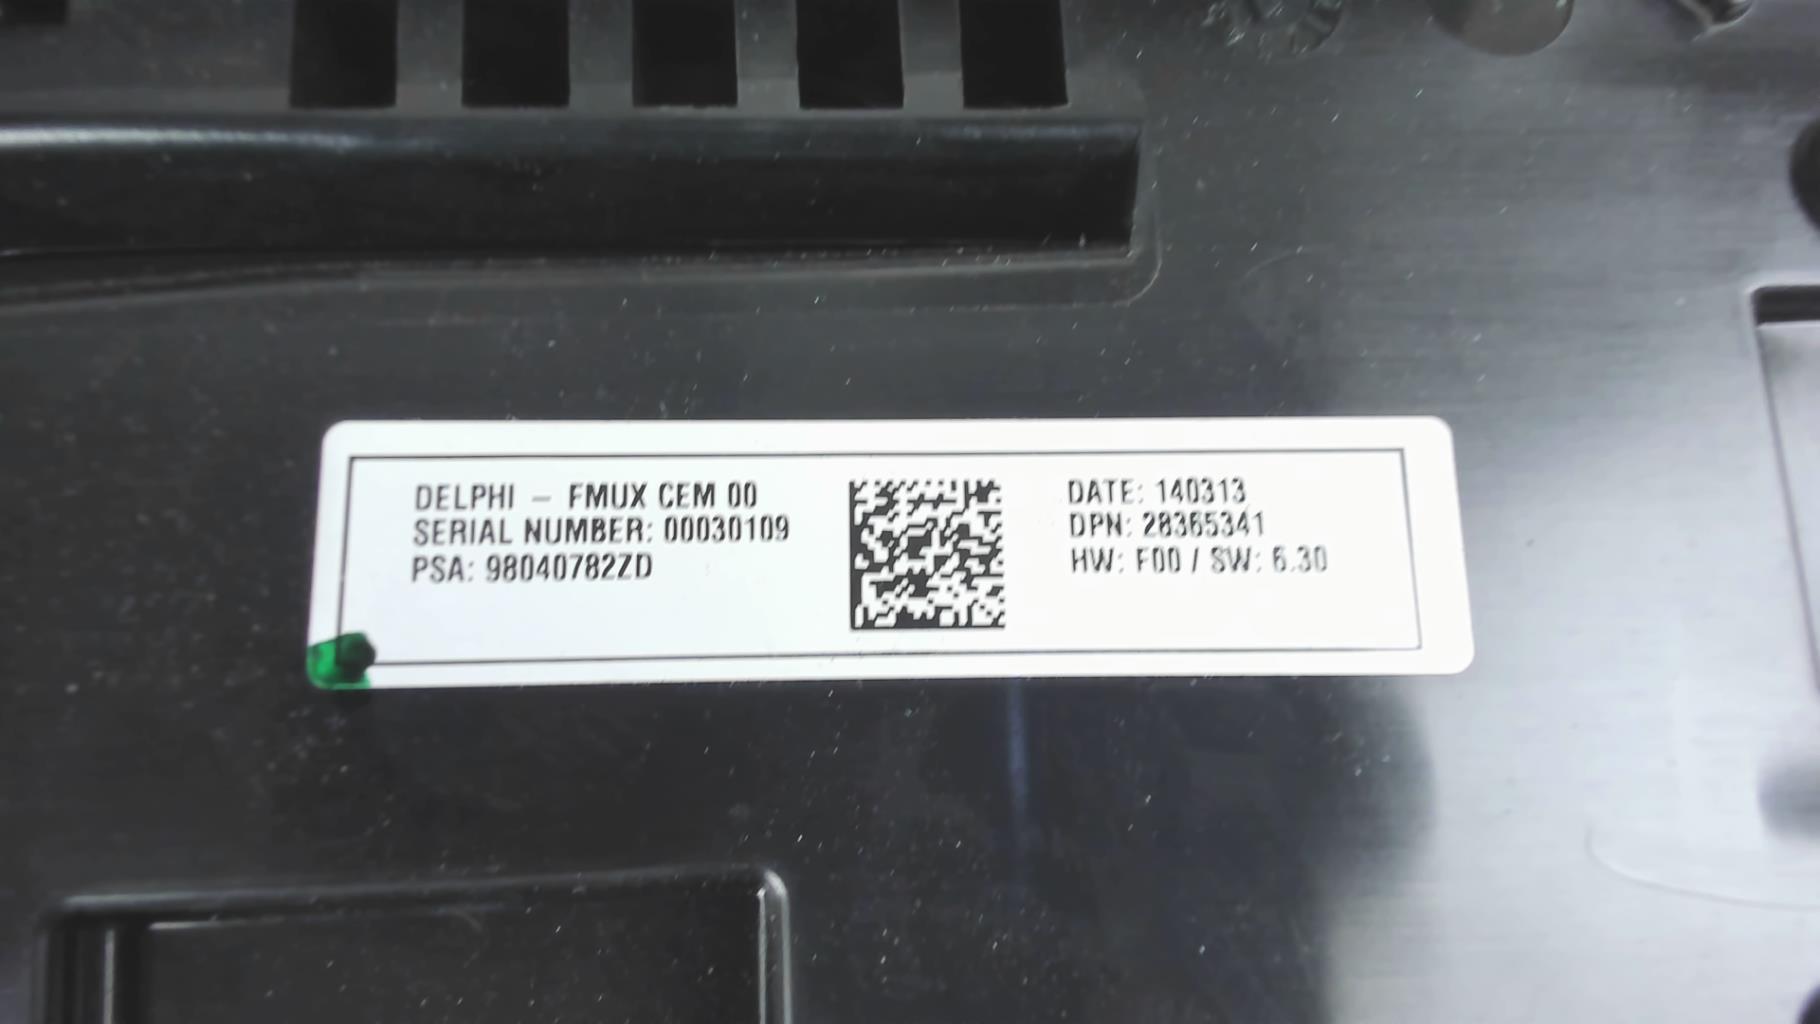 DELPHI - FMUX CEM 00
SERIAL NUMBER: 00030109
PSA: 98040782ZD
DATE: 140313
DPN: 28365341
HW: F00 / SW: 6.30